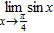 lim sin x
x→π/4